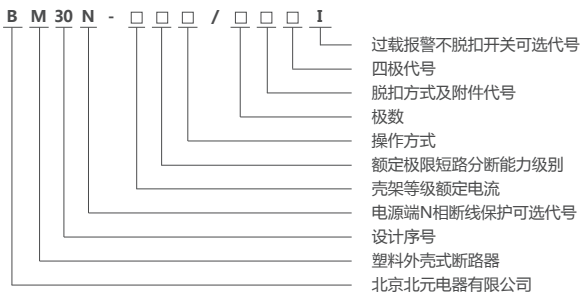 B M 30 N - □ □ □ / □ □ □ I
过载报警不脱扣开关可选代号
四极代号
脱扣方式及附件代号
极数
操作方式
额定极限短路分断能力级别
壳架等级额定电流
电源端N相断线保护可选代号
设计序号
塑料外壳式断路器
北京北元电器有限公司